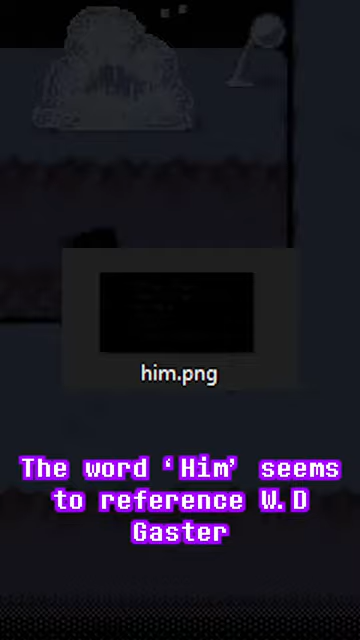 him.png
The word ‘Him’ seems
to reference W.D
Gaster